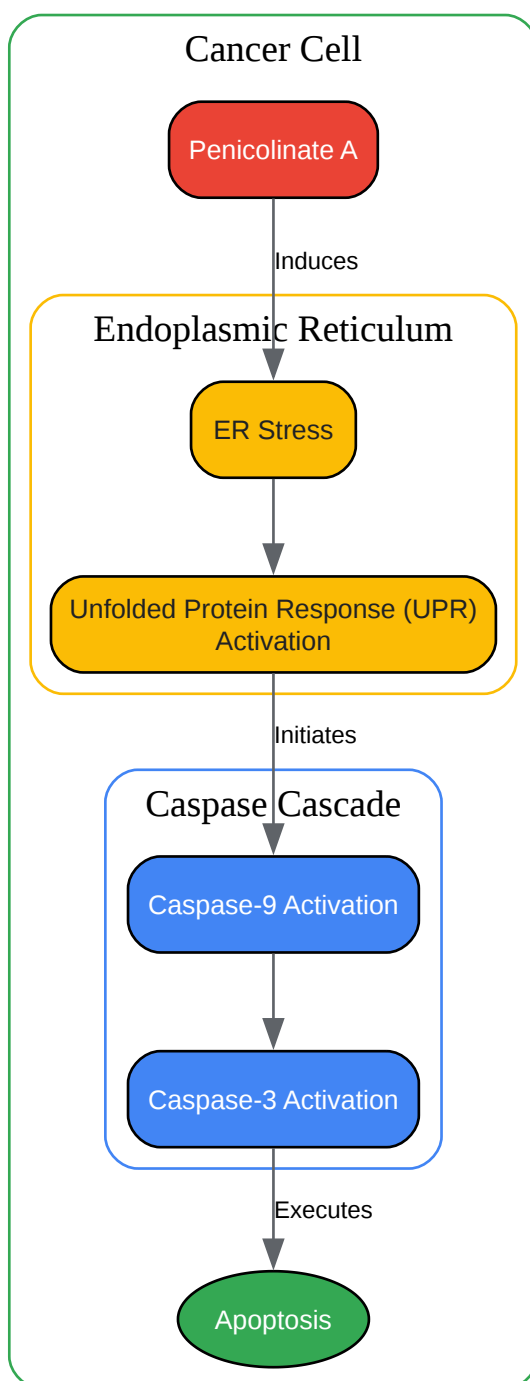 Cancer Cell
Penicolinate A
Induces
Endoplasmic Reticulum
ER Stress
Unfolded Protein Response (UPR)
Activation
Initiates
Caspase Cascade
Caspase-9 Activation
Caspase-3 Activation
Executes
Apoptosis